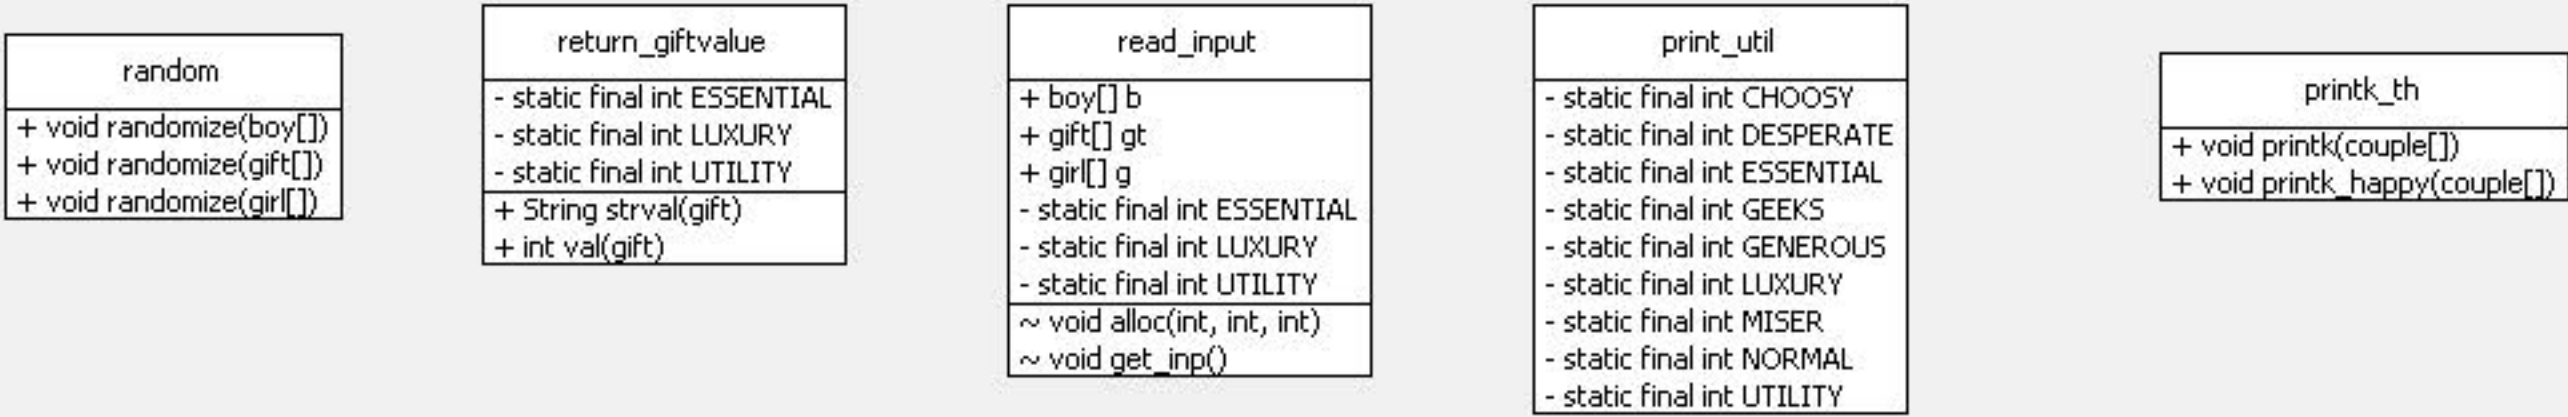 random
+ void randomize(boy[])
+ void randomize(gift[])
+ void randomize(girl[])
return_giftvalue
- static final int ESSENTIAL
- static final int LUXURY
- static final int UTILITY
+ String strval(gift)
+ int val(gift)
read_input
+ boy[] b
+ gift[] gt
+ girl[] g
- static final int ESSENTIAL
- static final int LUXURY
- static final int UTILITY
~ void alloc(int, int, int)
~ void get_inp()
print_util
- static final int CHOOSY
- static final int DESPERATE
- static final int ESSENTIAL
- static final int GEEKS
- static final int GENEROUS
- static final int LUXURY
- static final int MISER
- static final int NORMAL
- static final int UTILITY
printk_th
+ void printk(couple[])
+ void printk_happy(couple[])